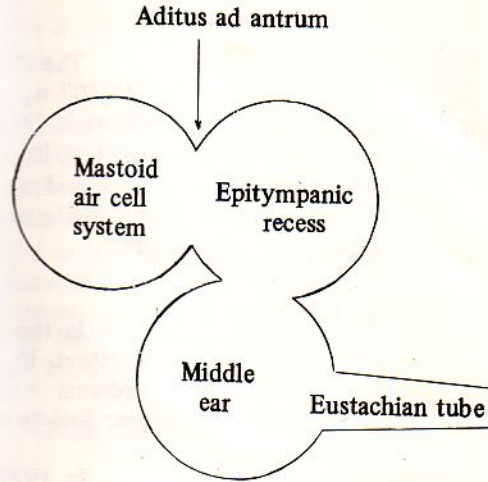 Aditus ad antrum
Mastoid
air cell
system
Epitympanic
recess
Middle
ear
Eustachian tube